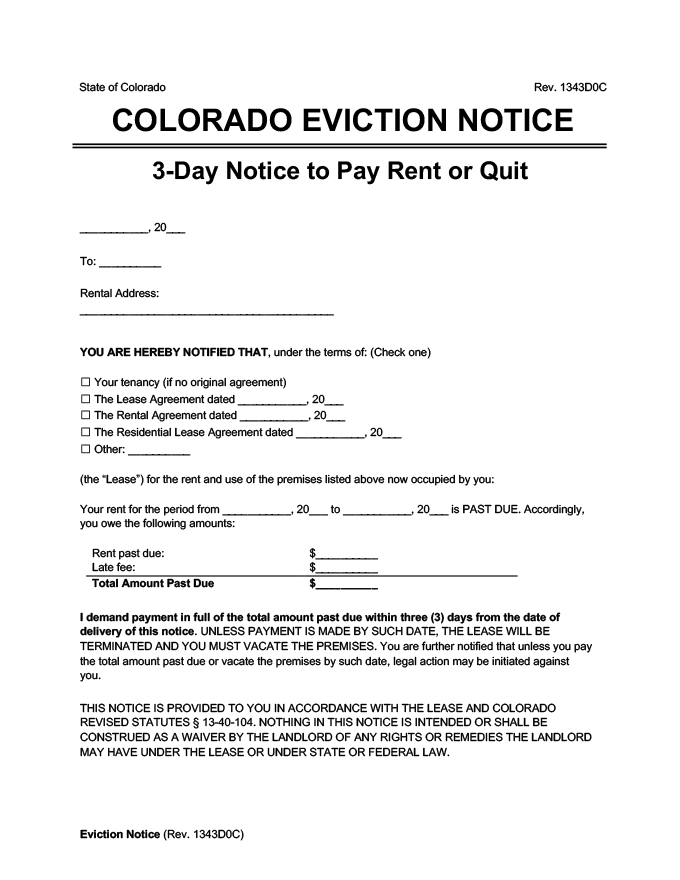 State of Colorado Rev. 1343D0C
COLORADO EVICTION NOTICE
3-Day Notice to Pay Rent or Quit
___________, 20___
To: __________
Rental Address:
_________________________________________
YOU ARE HEREBY NOTIFIED THAT, under the terms of: (Check one)
☐ Your tenancy (if no original agreement)
☐ The Lease Agreement dated ___________, 20___
☐ The Rental Agreement dated ___________, 20___
☐ The Residential Lease Agreement dated ___________, 20___
☐ Other: __________
(the “Lease”) for the rent and use of the premises listed above now occupied by you:
Your rent for the period from ___________, 20___ to ___________, 20___ is PAST DUE. Accordingly,
you owe the following amounts:
Rent past due: $__________
Late fee: $__________
Total Amount Past Due $__________
I demand payment in full of the total amount past due within three (3) days from the date of
delivery of this notice. UNLESS PAYMENT IS MADE BY SUCH DATE, THE LEASE WILL BE
TERMINATED AND YOU MUST VACATE THE PREMISES. You are further notified that unless you pay
the total amount past due or vacate the premises by such date, legal action may be initiated against
you.
THIS NOTICE IS PROVIDED TO YOU IN ACCORDANCE WITH THE LEASE AND COLORADO
REVISED STATUTES § 13-40-104. NOTHING IN THIS NOTICE IS INTENDED OR SHALL BE
CONSTRUED AS A WAIVER BY THE LANDLORD OF ANY RIGHTS OR REMEDIES THE LANDLORD
MAY HAVE UNDER THE LEASE OR UNDER STATE OR FEDERAL LAW.
Eviction Notice (Rev. 1343D0C)